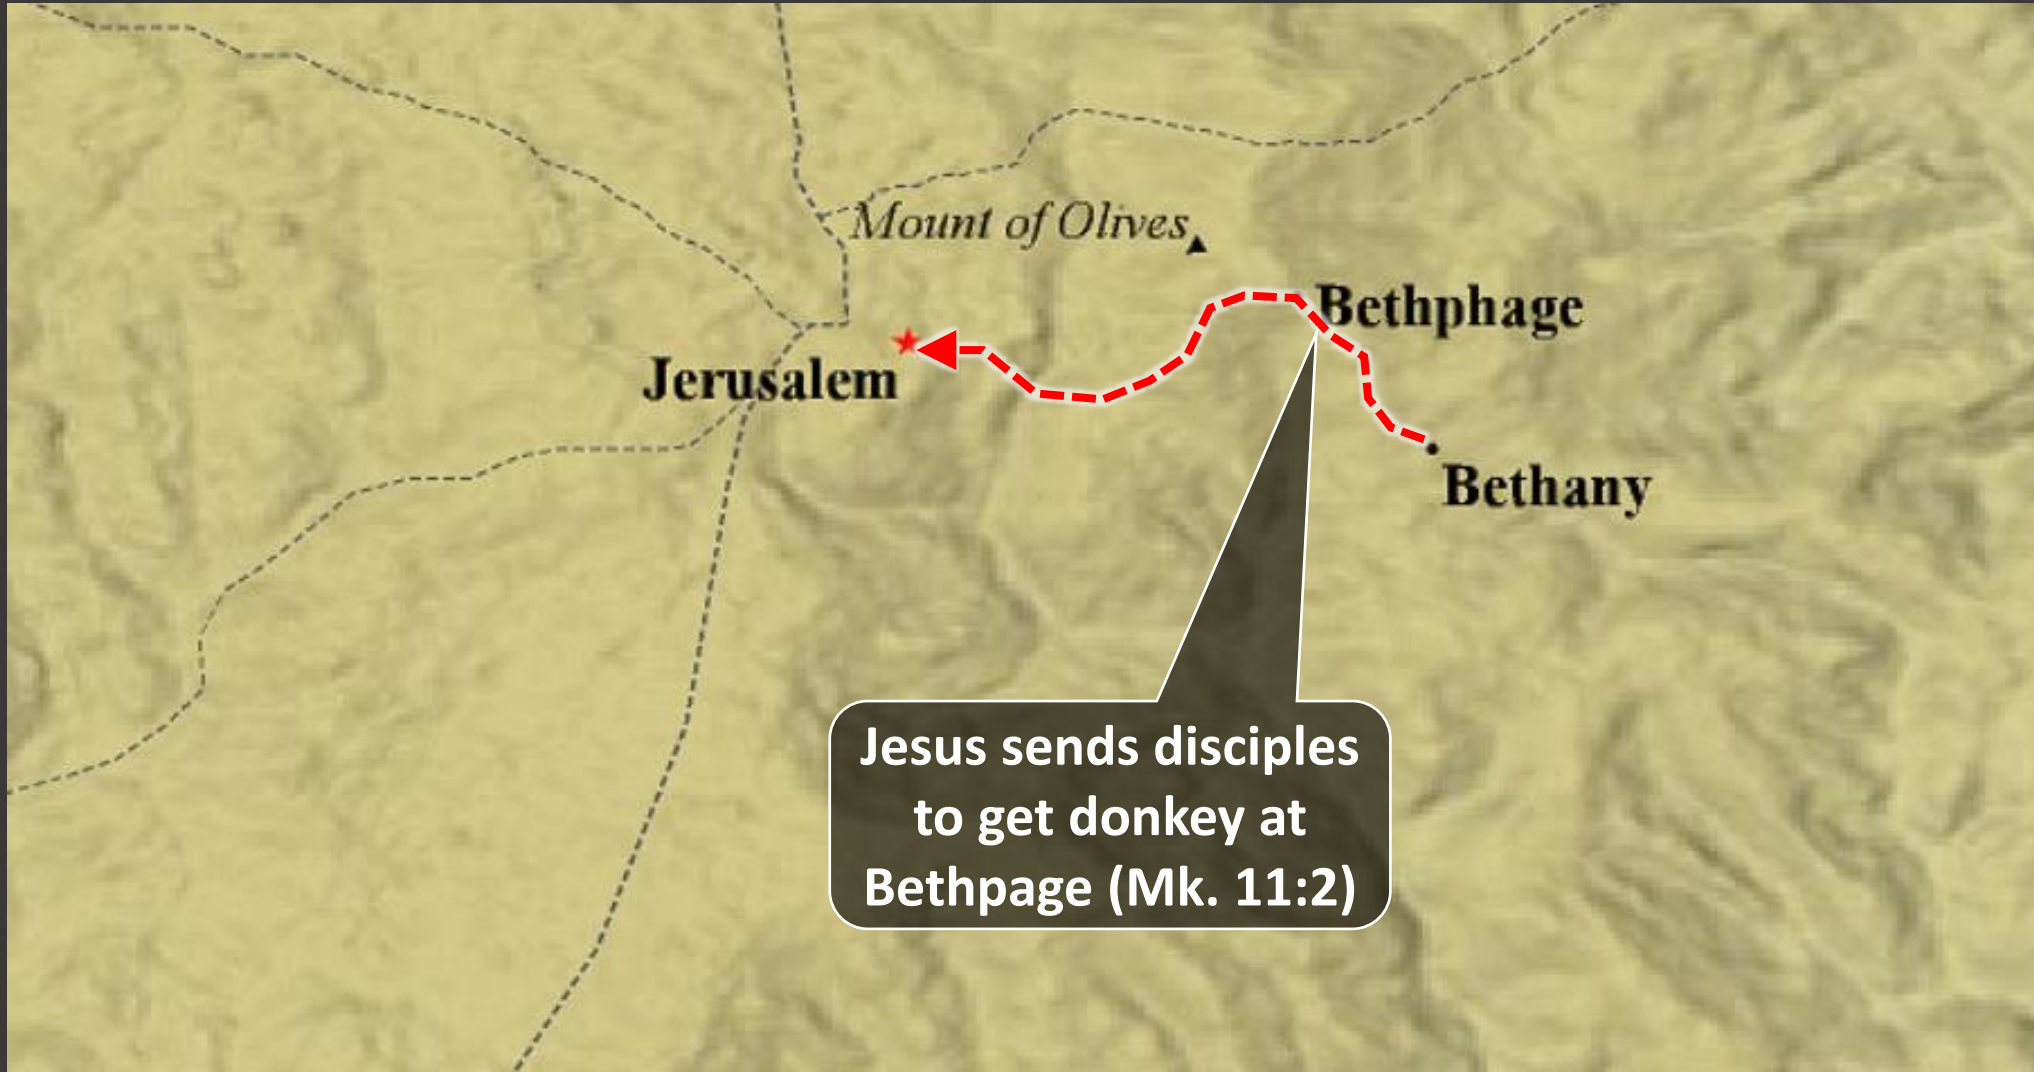 Mount of Olives
Bethphage
Jerusalem
Bethany
Jesus sends disciples
to get donkey at
Bethpage (Mk. 11:2)